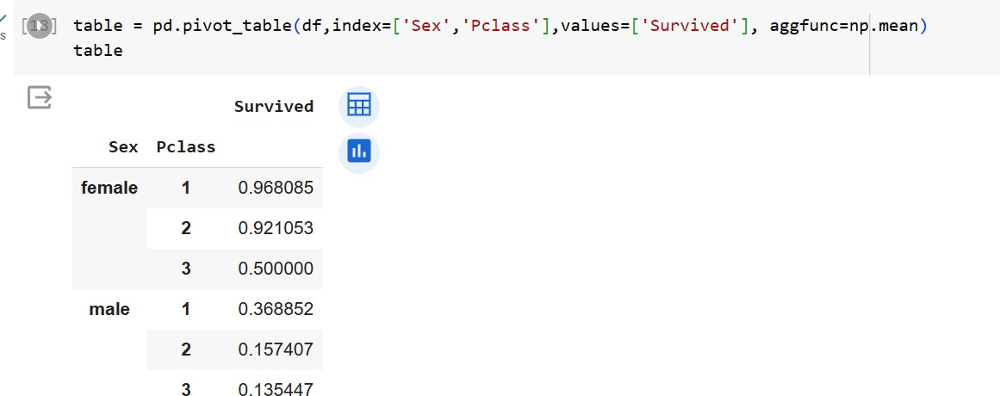 [13] table = pd.pivot_table(df,index=['Sex','Pclass'],values=['Survived'], aggfunc=np.mean)
s table
Survived
Sex Pclass
female 1 0.968085
2 0.921053
3 0.500000
male 1 0.368852
2 0.157407
3 0.135447